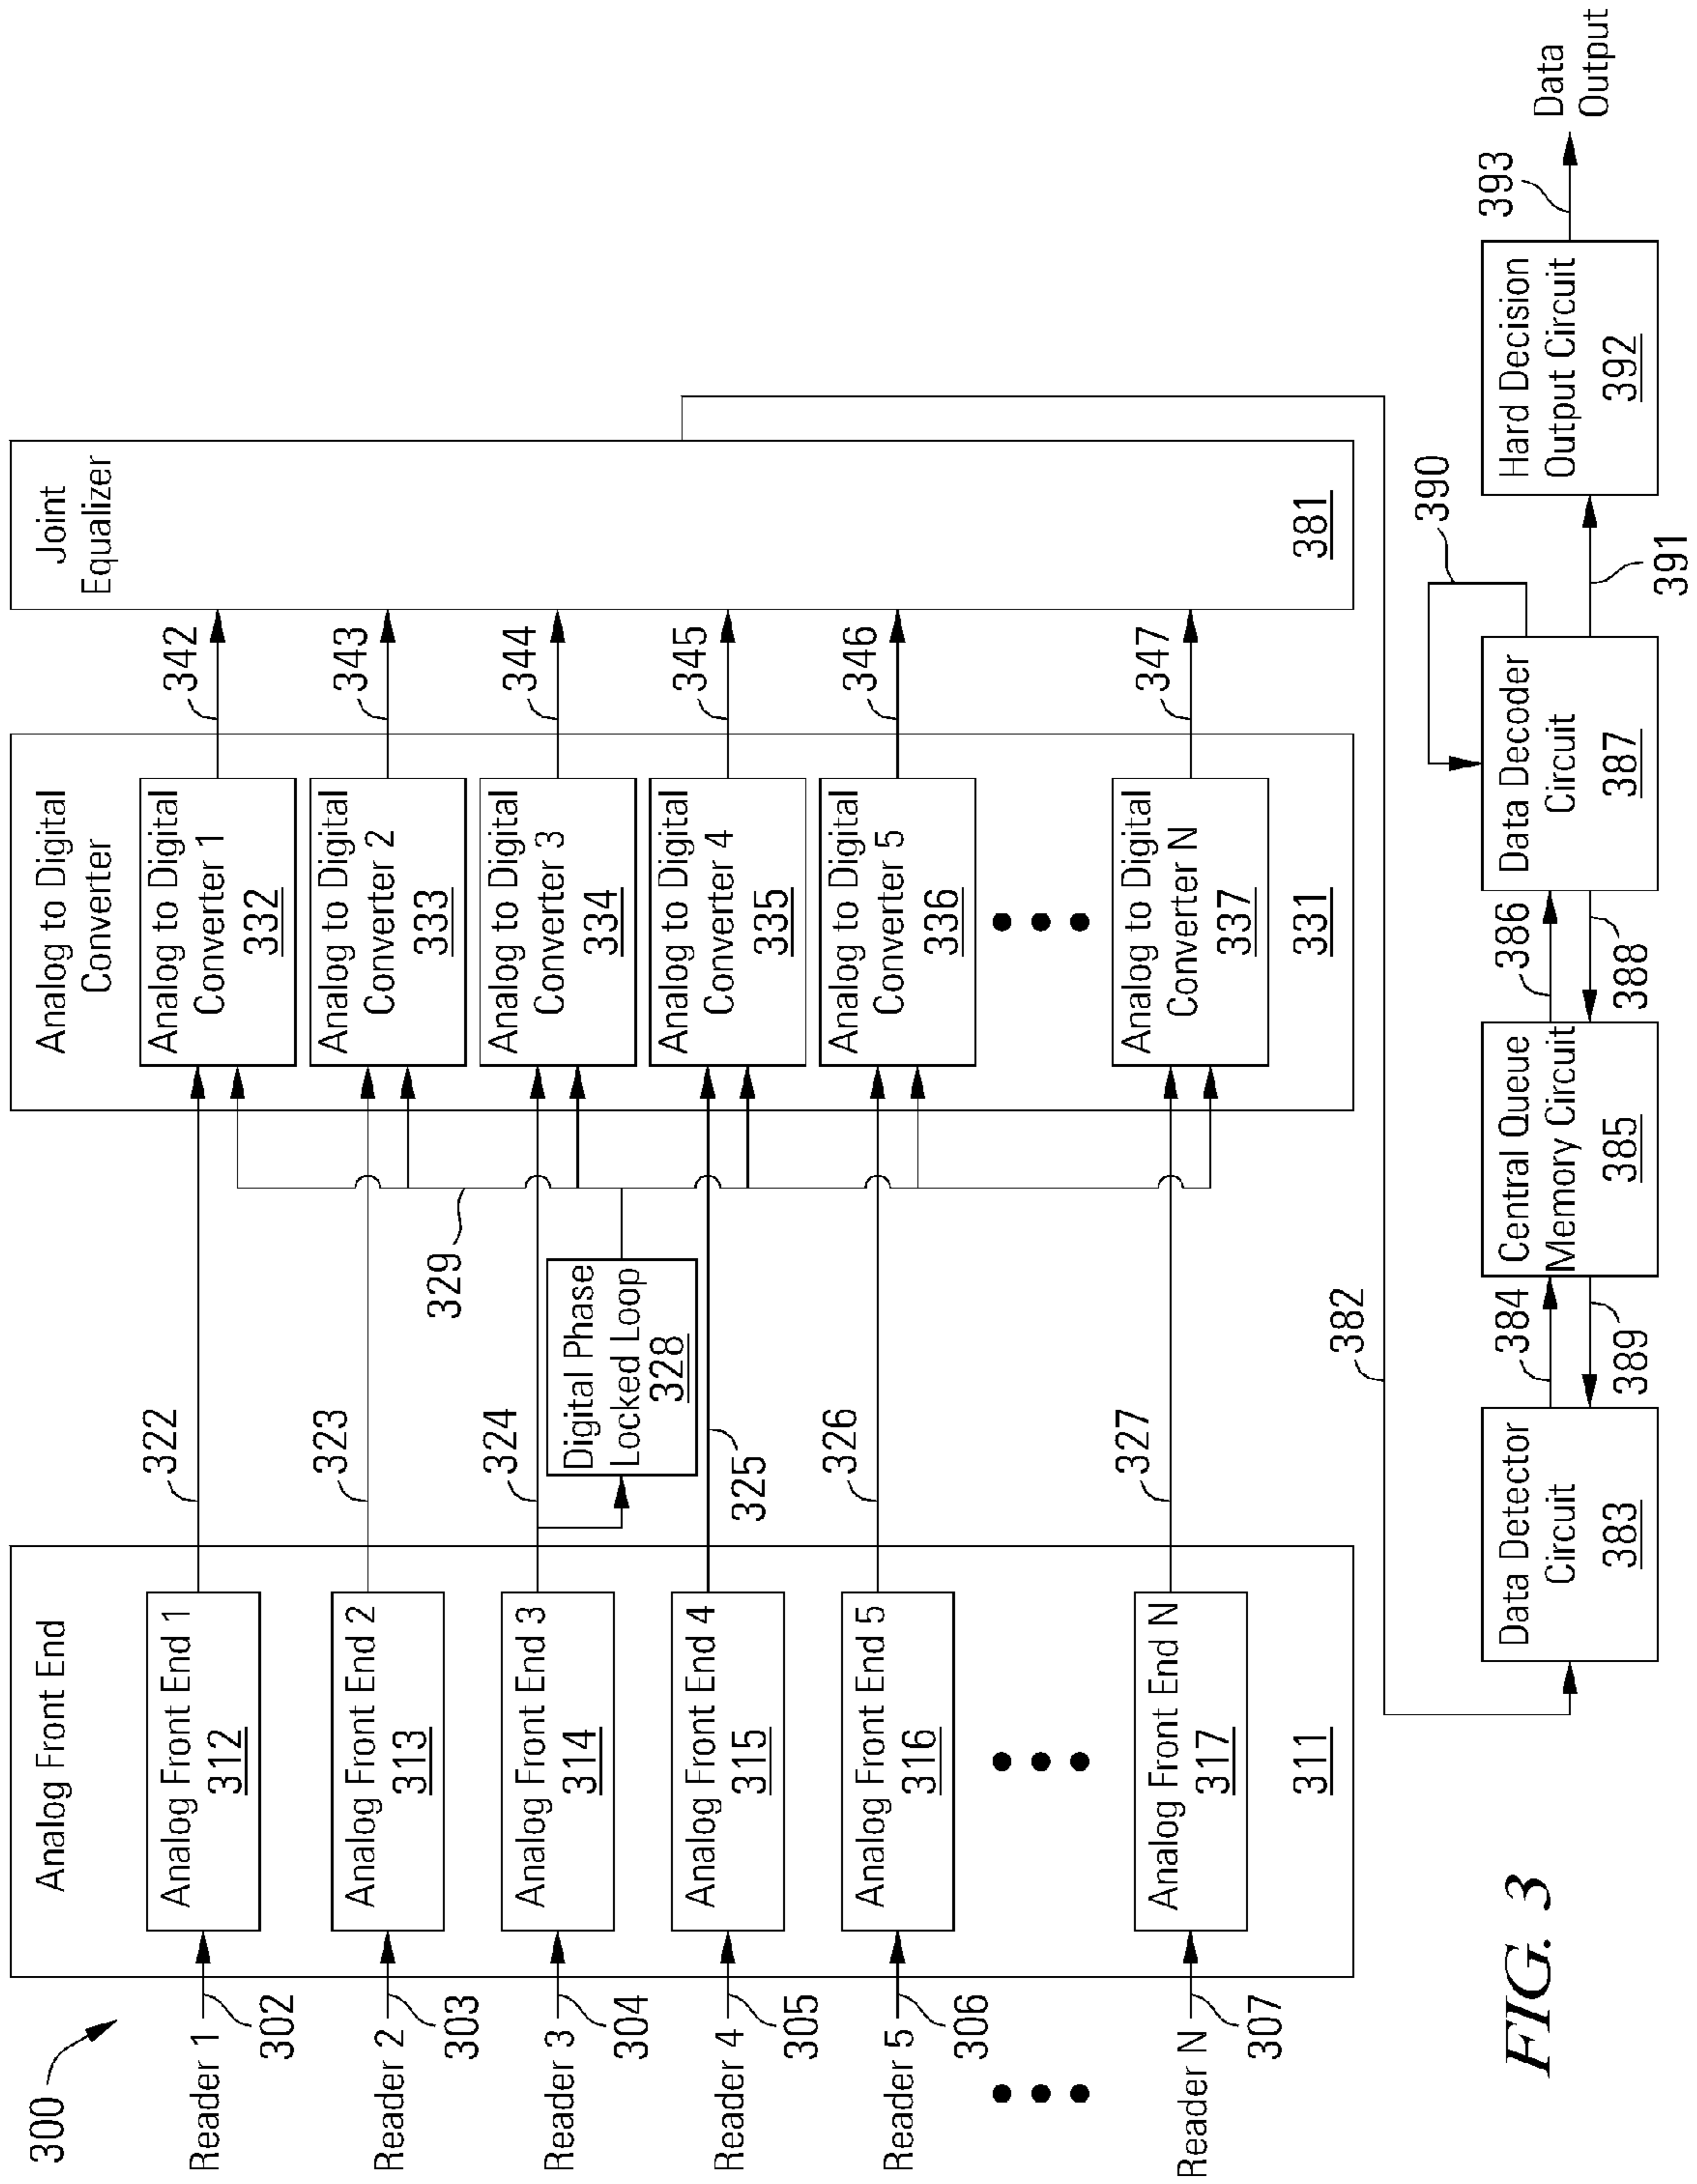 300
Analog Front End
Reader 1
302
Analog Front End 1
312
322
Reader 2
303
Analog Front End 2
313
323
Reader 3
304
Analog Front End 3
314
324
Reader 4
305
Analog Front End 4
315
325
Reader 5
306
Analog Front End 5
316
326
Reader N
307
Analog Front End N
317
327
311
Digital Phase
Locked Loop
328
329
Analog to Digital
Converter
Analog to Digital
Converter 1
332
342
Analog to Digital
Converter 2
333
343
Analog to Digital
Converter 3
334
344
Analog to Digital
Converter 4
335
345
Analog to Digital
Converter 5
336
346
Analog to Digital
Converter N
337
347
331
Joint
Equalizer
381
382
Data Detector
Circuit
383
384
389
Central Queue
Memory Circuit
385
386
388
Data Decoder
Circuit
387
390
391
Hard Decision
Output Circuit
392
393
Data
Output
FIG. 3